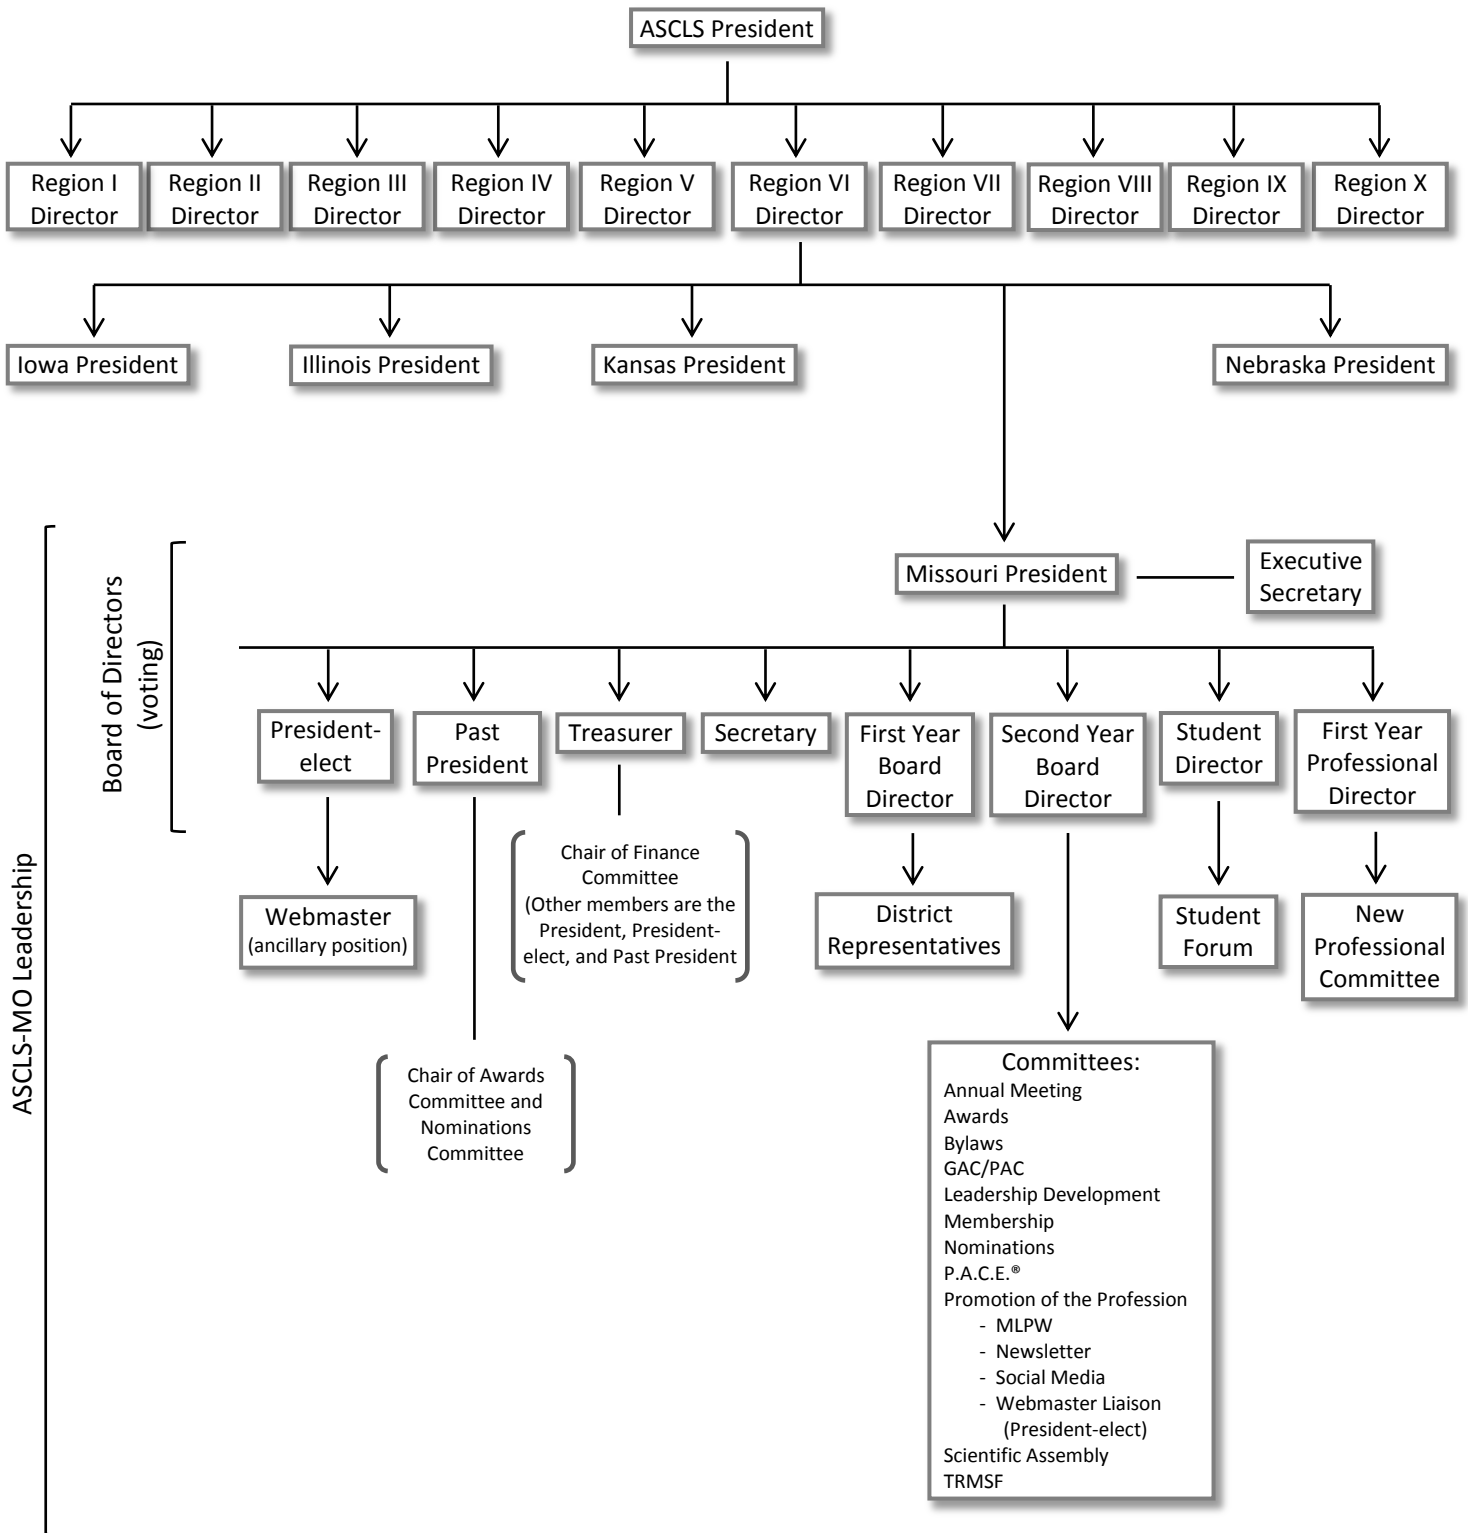 ASCLS President
Region I
Director
Region II
Director
Region III
Director
Region IV
Director
Region V
Director
Region VI
Director
Region VII
Director
Region VIII
Director
Region IX
Director
Region X
Director
Iowa President
Illinois President
Kansas President
Nebraska President
ASCLS-MO Leadership
Board of Directors
(voting)
Missouri President
Executive
Secretary
President-
elect
Past
President
Treasurer
Secretary
First Year
Board
Director
Second Year
Board
Director
Student
Director
First Year
Professional
Director
Webmaster
(ancillary position)
Chair of Finance
Committee
(Other members are the
President, President-
elect, and Past President
District
Representatives
Student
Forum
New
Professional
Committee
Chair of Awards
Committee and
Nominations
Committee
Committees:
Annual Meeting
Awards
Bylaws
GAC/PAC
Leadership Development
Membership
Nominations
P.A.C.E.®
Promotion of the Profession
- MLPW
- Newsletter
- Social Media
- Webmaster Liaison
(President-elect)
Scientific Assembly
TRMSF